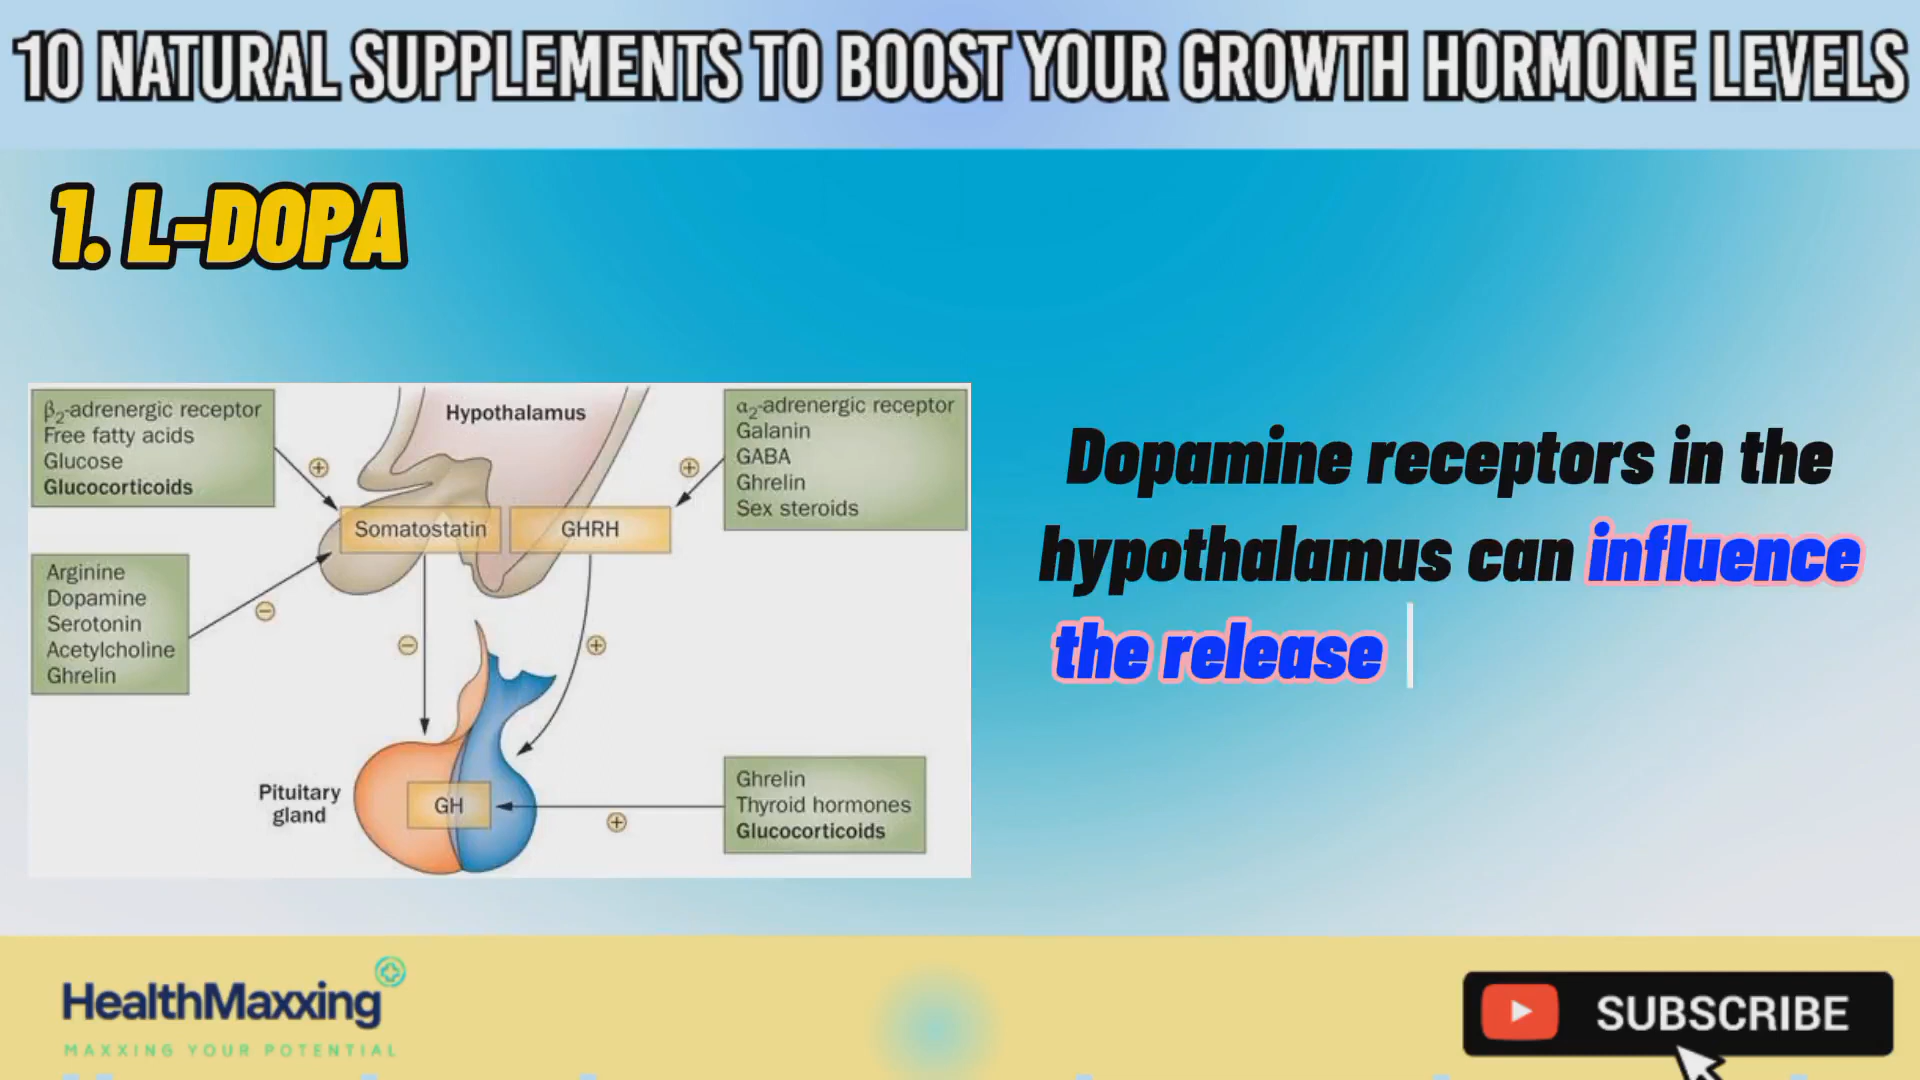 10 NATURAL SUPPLEMENTS TO BOOST YOUR GROWTH HORMONE LEVELS
1. L-DOPA
β2-adrenergic receptor
Free fatty acids
Glucose
Glucocorticoids
Hypothalamus
α2-adrenergic receptor
Galanin
GABA
Ghrelin
Sex steroids
Somatostatin
GHRH
Arginine
Dopamine
Serotonin
Acetylcholine
Ghrelin
Pituitary
gland
GH
Ghrelin
Thyroid hormones
Glucocorticoids
Dopamine receptors in the
hypothalamus can influence
the release
HealthMaxxing
MAXXING YOUR POTENTIAL
SUBSCRIBE